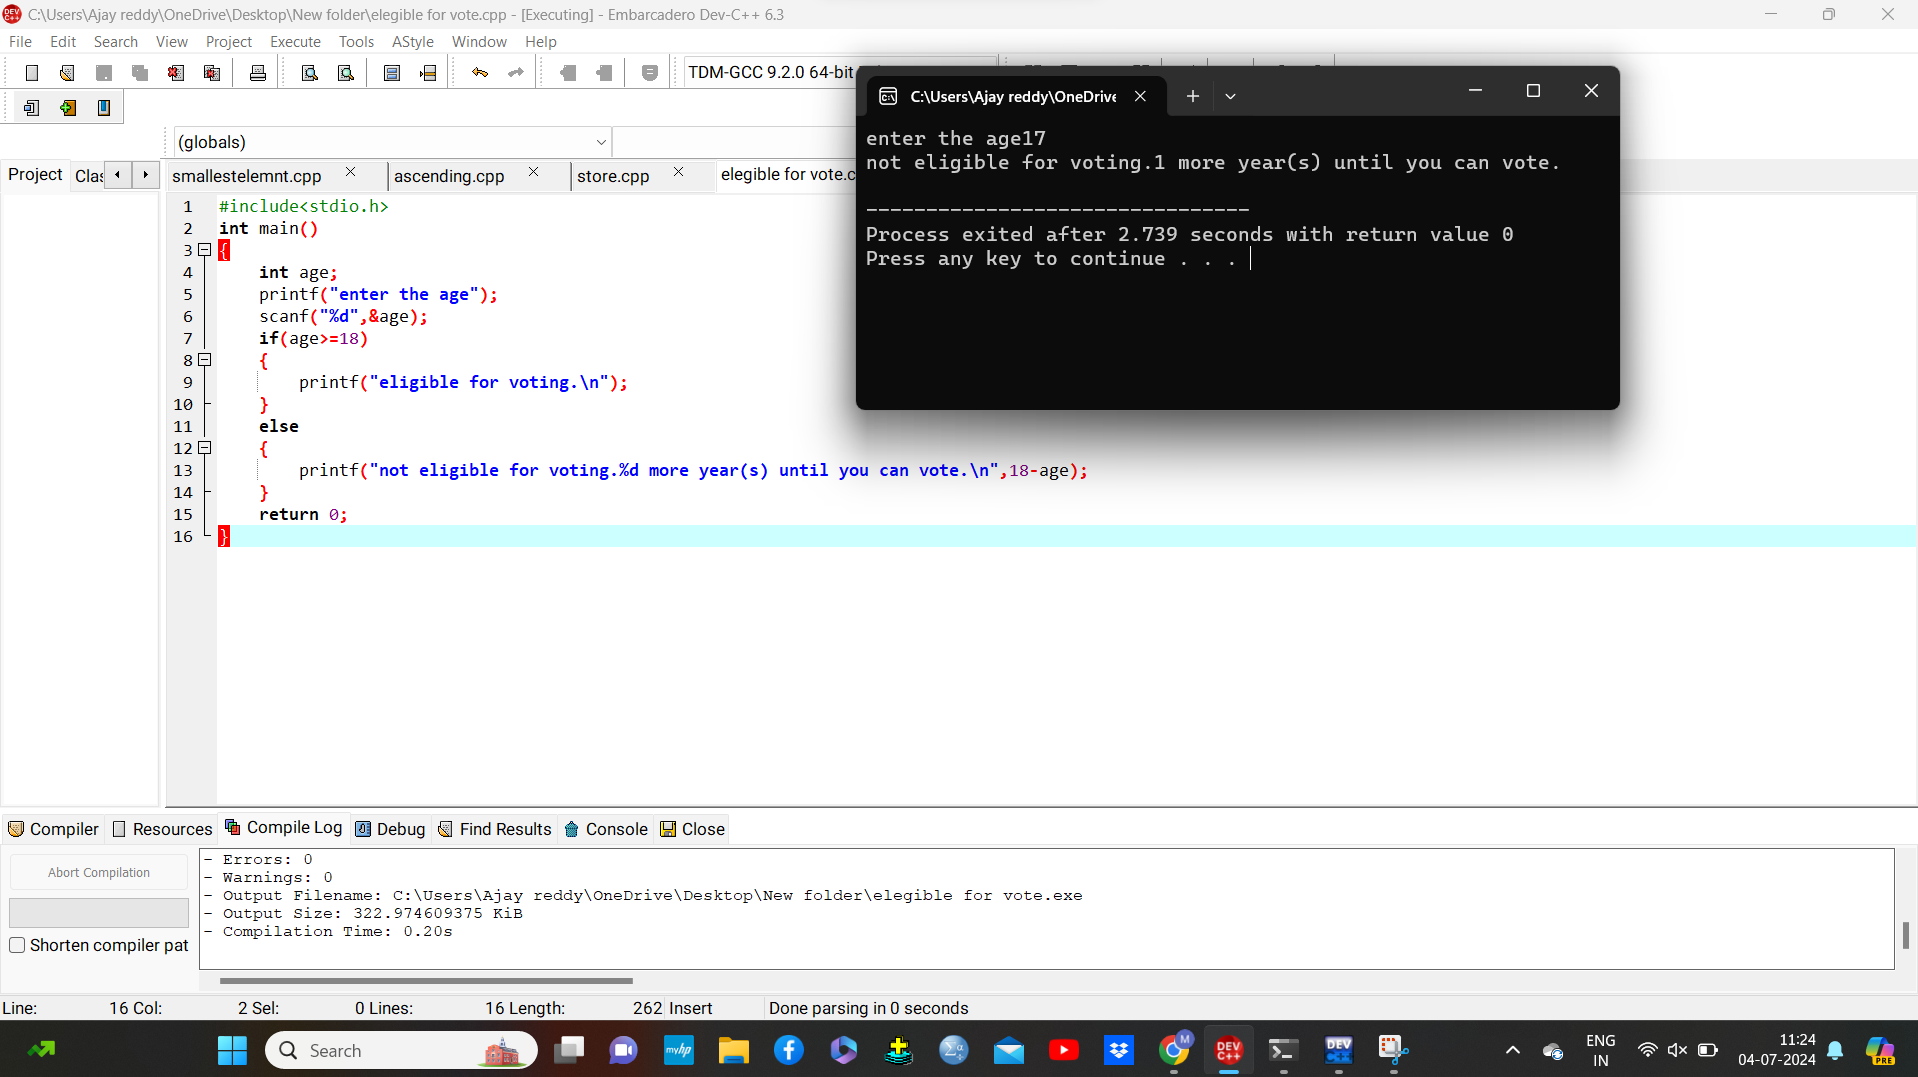 C:\Users\Ajay reddy\OneDrive\Desktop\New folder\elegible for vote.cpp - [Executing] - Embarcadero Dev-C++ 6.3
File Edit Search View Project Execute Tools AStyle Window Help
TDM-GCC 9.2.0 64-bit
(globals)
Project Clas
smallestelemnt.cpp ascending.cpp store.cpp elegible for vote.c
1 #include<stdio.h>
2 int main()
3 {
4 int age;
5 printf("enter the age");
6 scanf("%d",&age);
7 if(age>=18)
8 {
9 printf("eligible for voting.\n");
10 }
11 else
12 {
13 printf("not eligible for voting.%d more year(s) until you can vote.\n",18-age);
14 }
15 return 0;
16 }
C:\Users\Ajay reddy\OneDrive
enter the age17
not eligible for voting.1 more year(s) until you can vote.
--------------------------------
Process exited after 2.739 seconds with return value 0
Press any key to continue . . .
Compiler Resources Compile Log Debug Find Results Console Close
Abort Compilation
Shorten compiler pat
- Errors: 0
- Warnings: 0
- Output Filename: C:\Users\Ajay reddy\OneDrive\Desktop\New folder\elegible for vote.exe
- Output Size: 322.974609375 KiB
- Compilation Time: 0.20s
Line: 16 Col: 2 Sel: 0 Lines: 16 Length: 262 Insert Done parsing in 0 seconds
Search
myhp
M
DEV C++
DEV C++
ENG
IN
11:24
04-07-2024
PRE